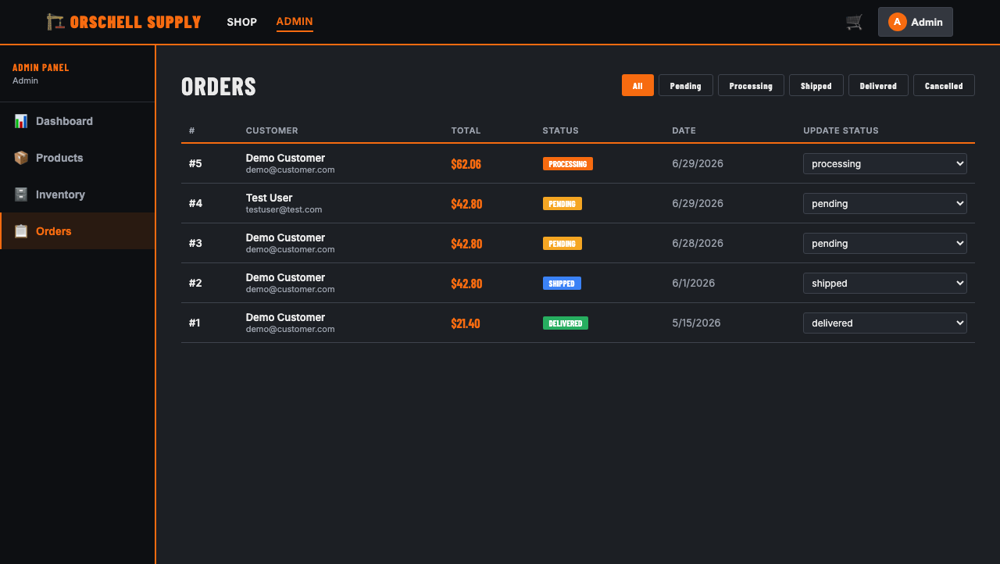 ORSCHELL SUPPLY SHOP ADMIN A Admin
ADMIN PANEL
Admin
Dashboard
Products
Inventory
Orders
ORDERS
All Pending Processing Shipped Delivered Cancelled
# CUSTOMER TOTAL STATUS DATE UPDATE STATUS
#5 Demo Customer $62.06 PROCESSING 6/29/2026 processing
demo@customer.com
#4 Test User $42.80 PENDING 6/29/2026 pending
testuser@test.com
#3 Demo Customer $42.80 PENDING 6/28/2026 pending
demo@customer.com
#2 Demo Customer $42.80 SHIPPED 6/1/2026 shipped
demo@customer.com
#1 Demo Customer $21.40 DELIVERED 5/15/2026 delivered
demo@customer.com